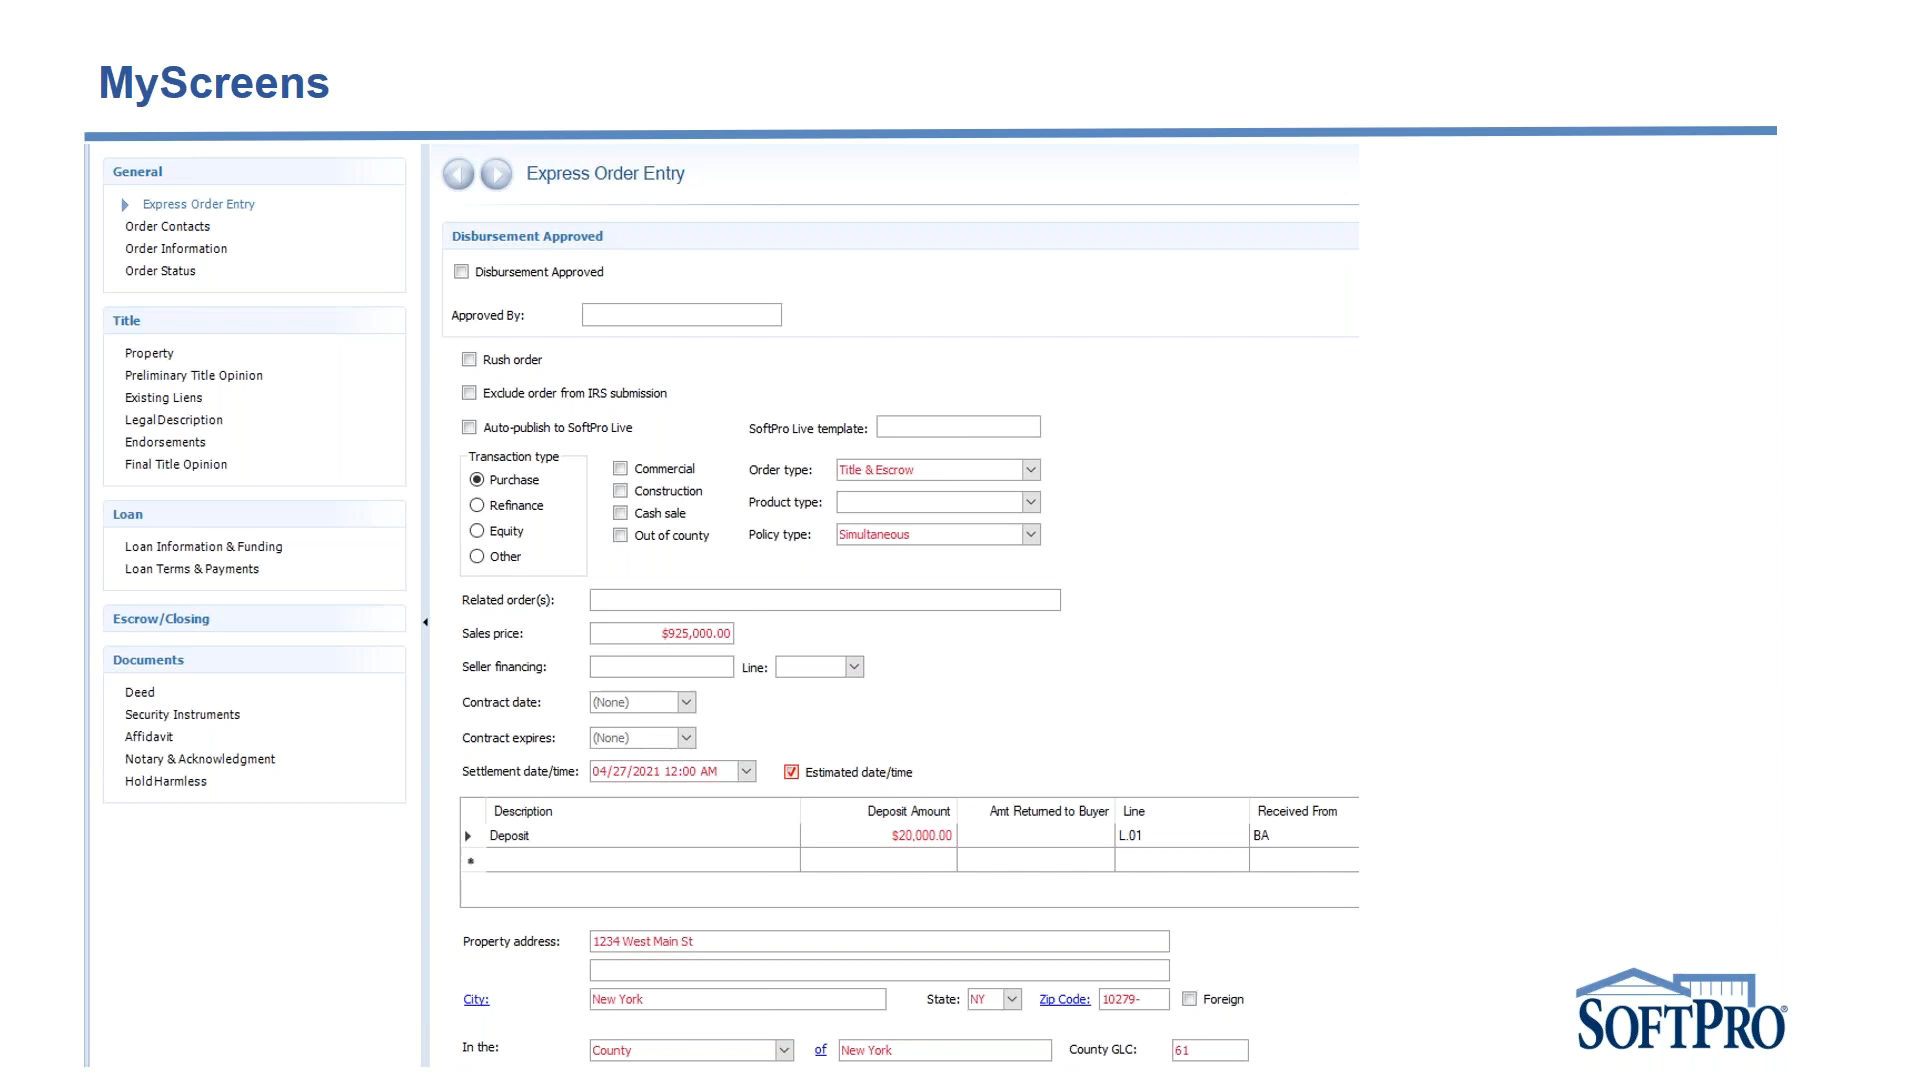 MyScreens
General
Express Order Entry
Order Contacts
Order Information
Order Status
Title
Property
Preliminary Title Opinion
Existing Liens
Legal Description
Endorsements
Final Title Opinion
Loan
Loan Information & Funding
Loan Terms & Payments
Escrow/Closing
Documents
Deed
Security Instruments
Affidavit
Notary & Acknowledgment
Hold Harmless
Express Order Entry
Disbursement Approved
Disbursement Approved
Approved By:
Rush order
Exclude order from IRS submission
Auto-publish to SoftPro Live SoftPro Live template:
Transaction type
Purchase
Refinance
Equity
Other
Commercial
Construction
Cash sale
Out of county
Order type: Title & Escrow
Product type:
Policy type: Simultaneous
Related order(s):
Sales price: $925,000.00
Seller financing: Line:
Contract date: (None)
Contract expires: (None)
Settlement date/time: 04/27/2021 12:00 AM Estimated date/time
Description Deposit Amount Amt Returned to Buyer Line Received From
Deposit $20,000.00 L.01 BA
*
Property address: 1234 West Main St
City: New York State: NY Zip Code: 10279- Foreign
In the: County of New York County GLC: 61
SOFTPRO®